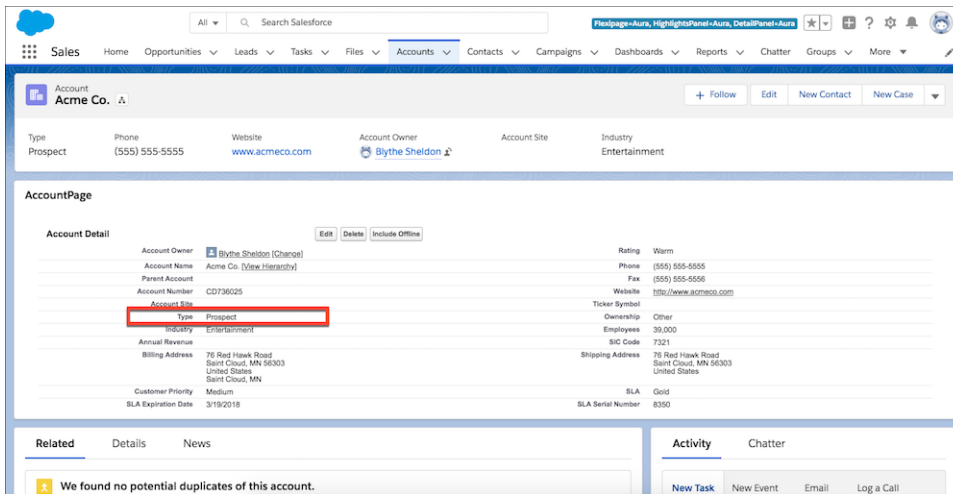 All
Search Salesforce
Flexipage=Aura, HighlightsPanel=Aura, DetailPanel=Aura
Sales
Home Opportunities Leads Tasks Files Accounts Contacts Campaigns Dashboards Reports Chatter Groups More
Account
Acme Co.
+ Follow Edit New Contact New Case
Type Phone Website Account Owner Account Site Industry
Prospect (555) 555-5555 www.acmeco.com Blythe Sheldon Entertainment
AccountPage
Account Detail Edit Delete Include Offline
Account Owner Blythe Sheldon [Change] Rating Warm
Account Name Acme Co. [View Hierarchy] Phone (555) 555-5555
Parent Account Fax (555) 555-5556
Account Number CD736025 Website http://www.acmeco.com
Account Site Ticker Symbol
Type Prospect Ownership Other
Industry Entertainment Employees 39,000
Annual Revenue SIC Code 7321
Billing Address 76 Red Hawk Road Shipping Address 76 Red Hawk Road
Saint Cloud, MN 56303 Saint Cloud, MN 56303
United States United States
Saint Cloud, MN
Customer Priority Medium SLA Gold
SLA Expiration Date 3/19/2018 SLA Serial Number 8350
Related Details News Activity Chatter
We found no potential duplicates of this account.
New Task New Event Email Log a Call